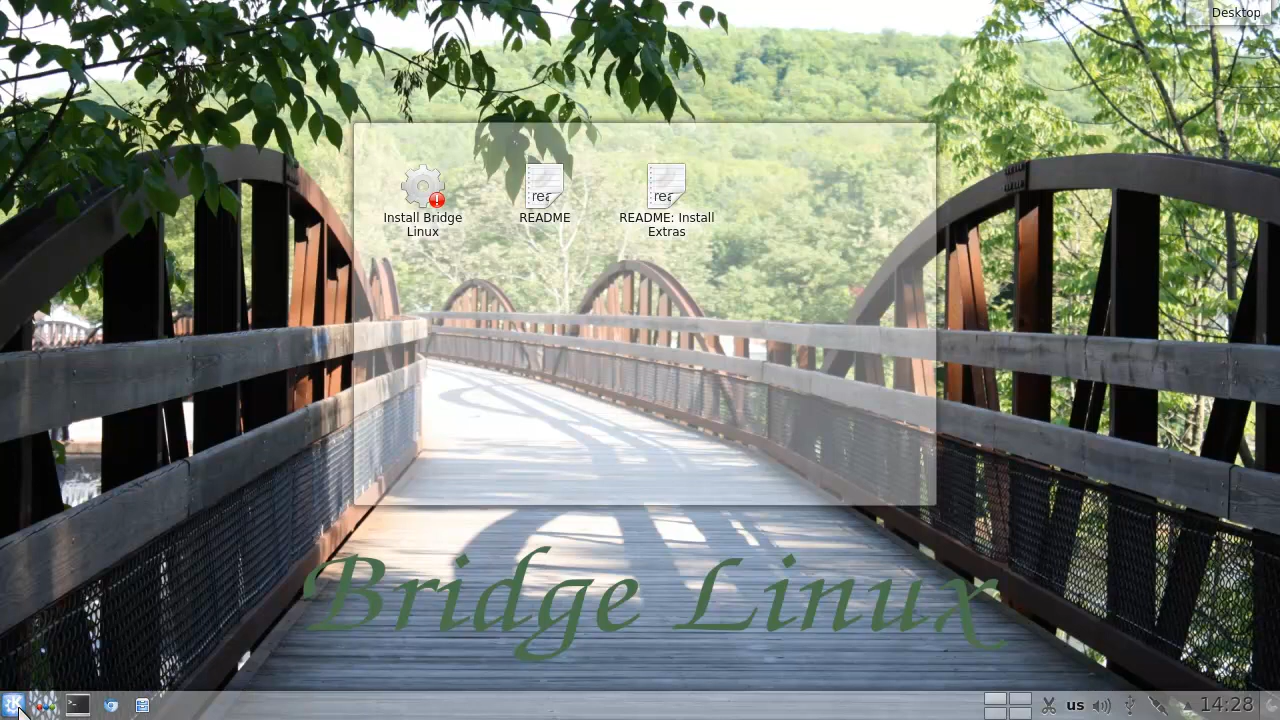 Desktop
Install Bridge
Linux
README
README: Install
Extras
Bridge Linux
us
14:28